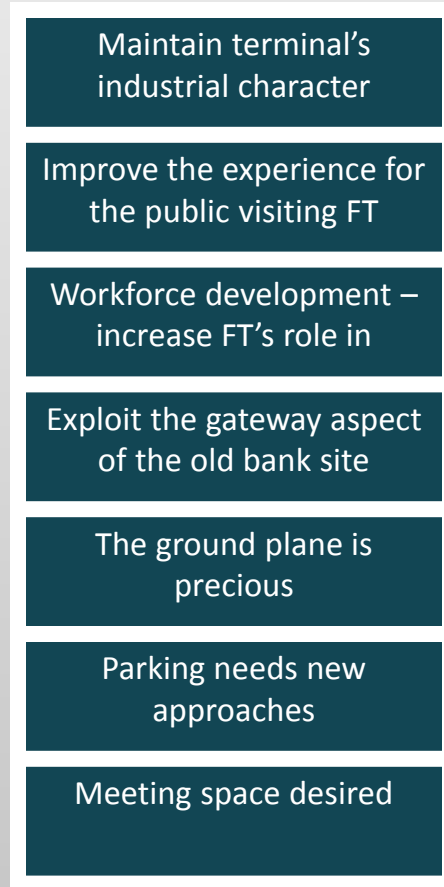 Maintain terminal’s
industrial character
Improve the experience for
the public visiting FT
Workforce development –
increase FT’s role in
Exploit the gateway aspect
of the old bank site
The ground plane is
precious
Parking needs new
approaches
Meeting space desired